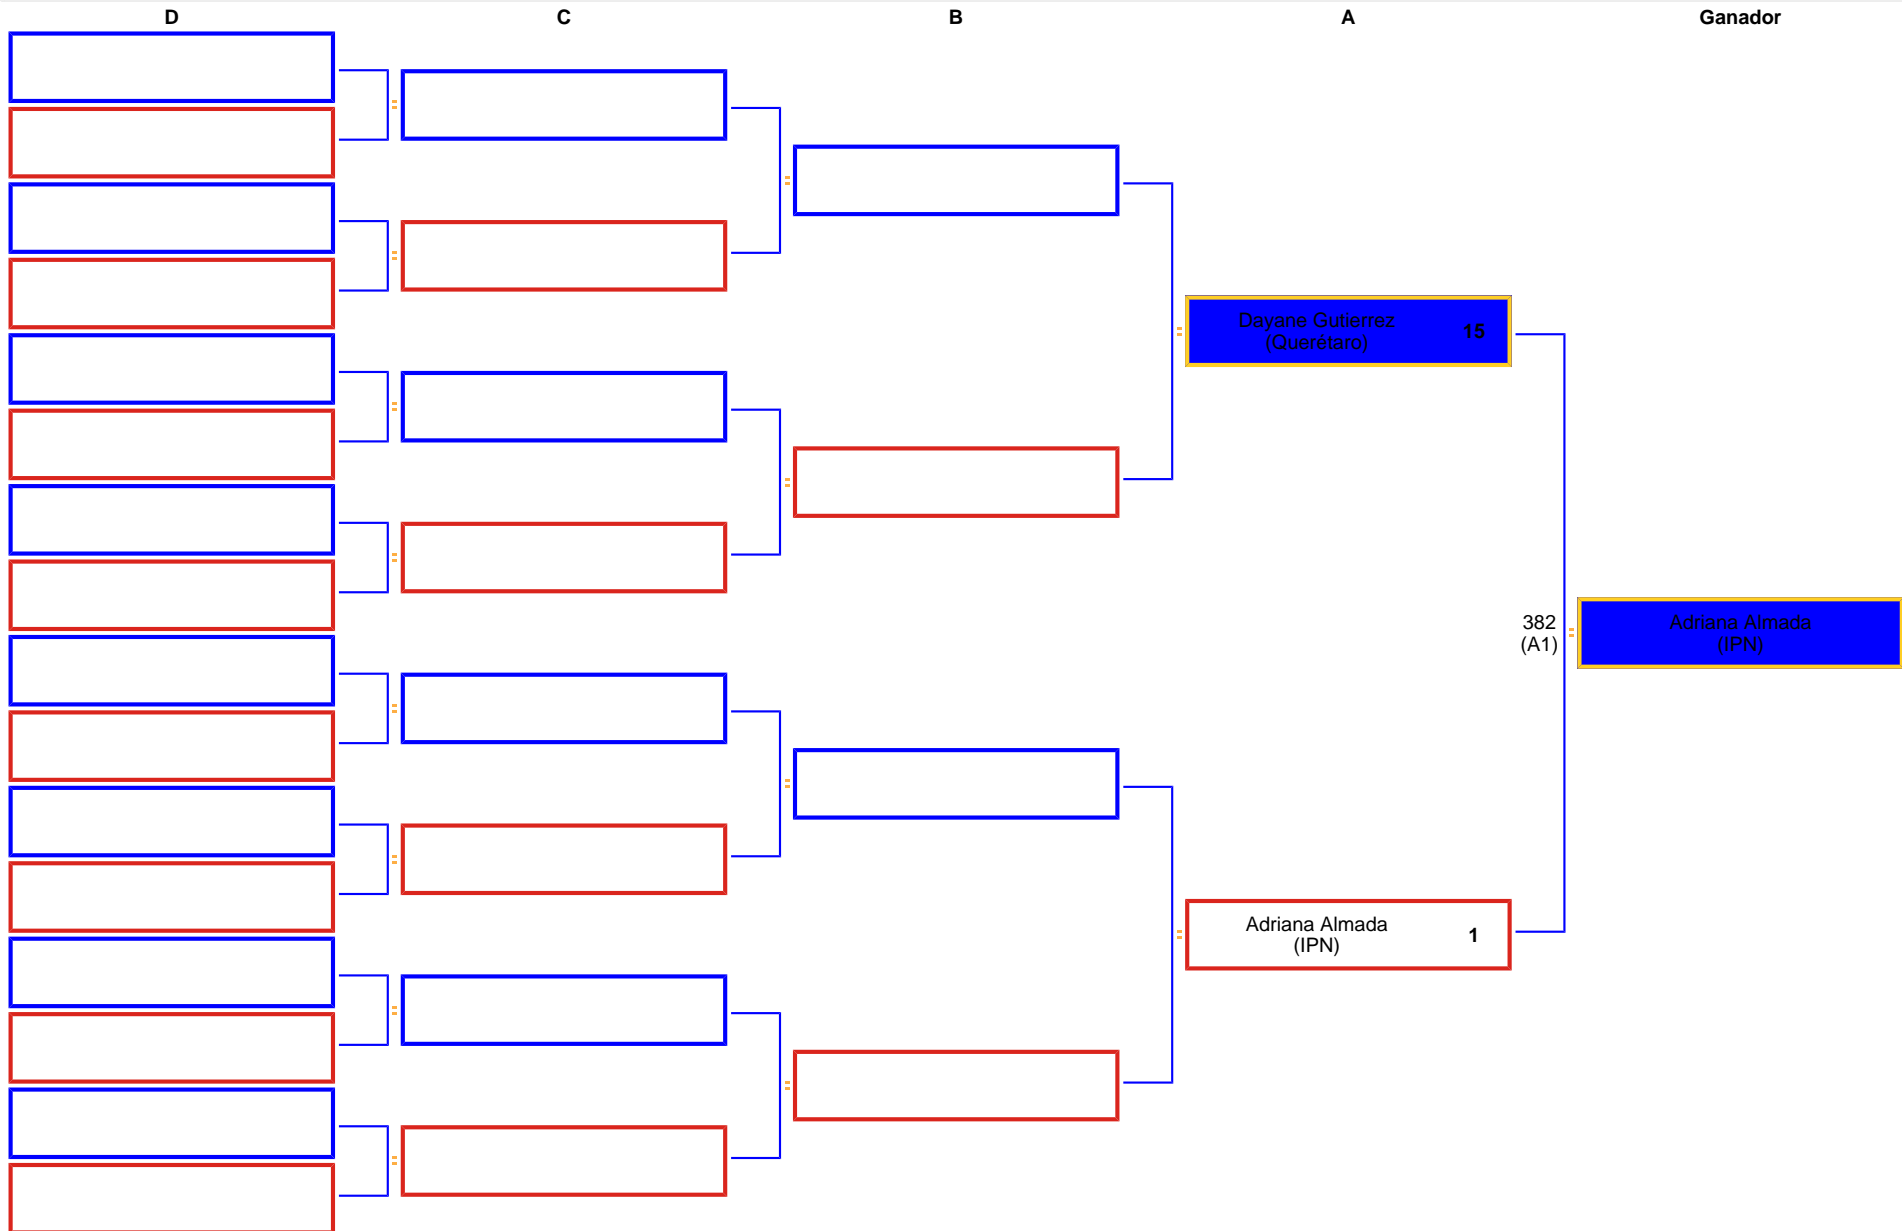 D
C
B
A
Ganador
Dayane Gutierrez
(Querétaro)
15
382
(A1)
Adriana Almada
(IPN)
Adriana Almada
(IPN)
1